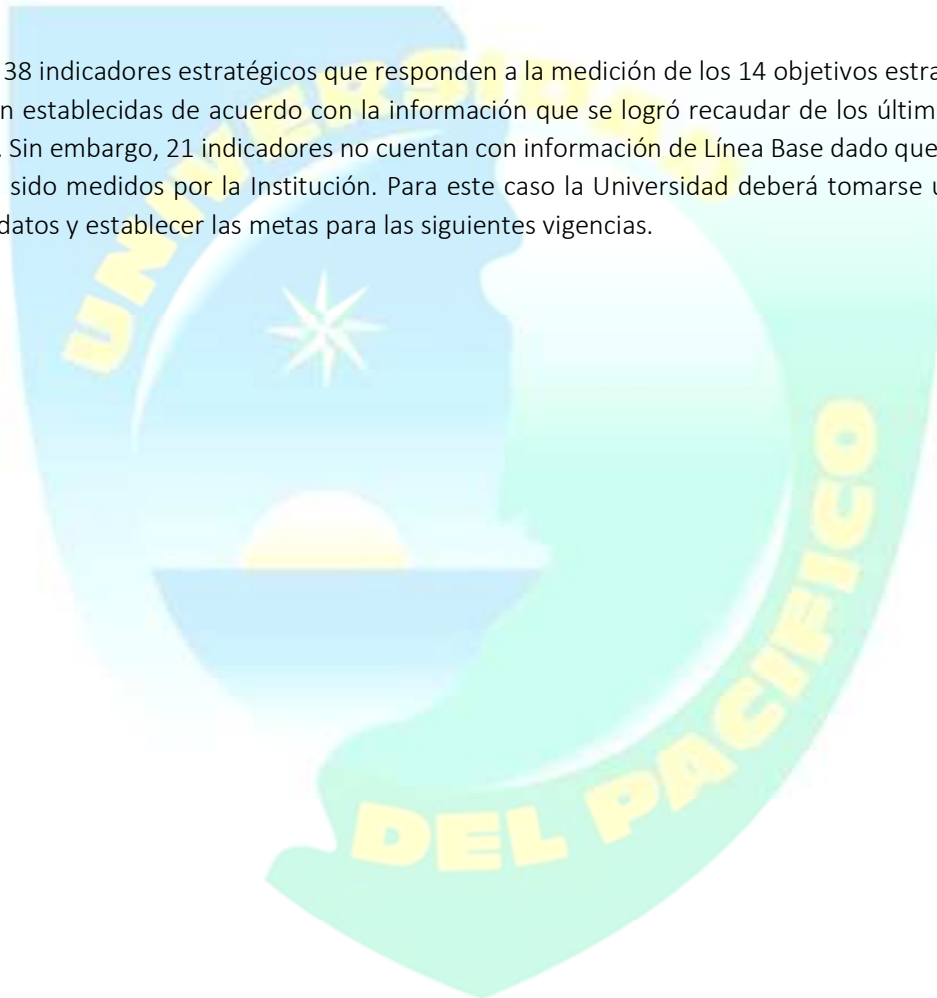 38 indicadores estratégicos que responden a la medición de los 14 objetivos estra
n establecidas de acuerdo con la información que se logró recaudar de los últim
. Sin embargo, 21 indicadores no cuentan con información de Línea Base dado que
sido medidos por la Institución. Para este caso la Universidad deberá tomarse u
datos y establecer las metas para las siguientes vigencias.
UNIVERSIDAD
DEL PACIFICO